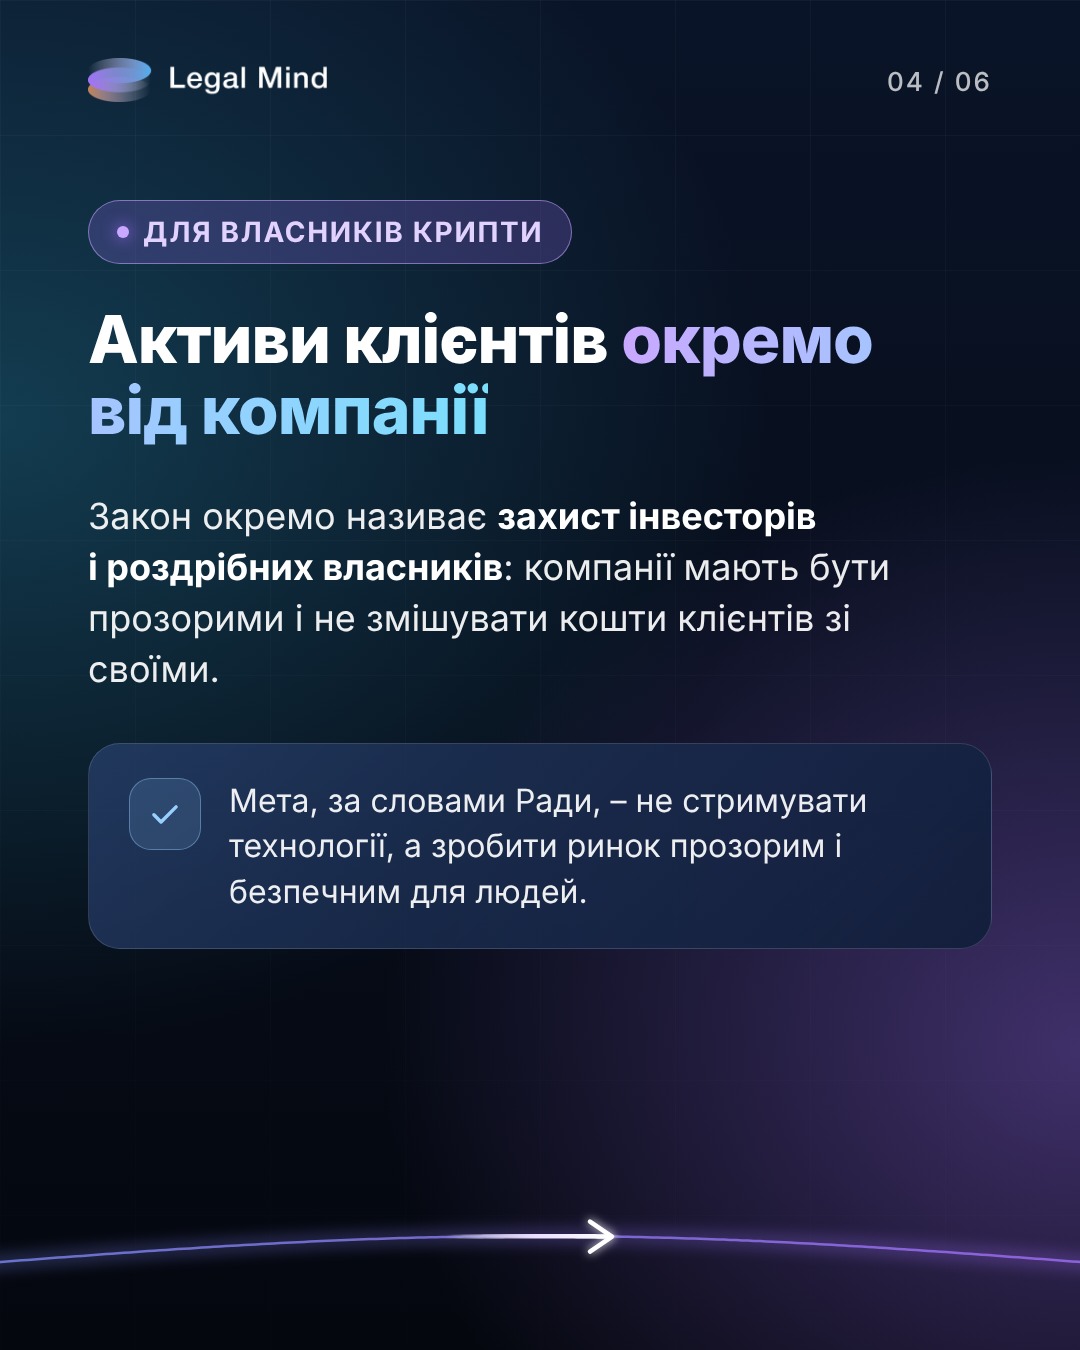 Legal Mind
04 / 06
ДЛЯ ВЛАСНИКІВ КРИПТИ
Активи клієнтів окремо
від компанії
Закон окремо називає захист інвесторів
і роздрібних власників: компанії мають бути
прозорими і не змішувати кошти клієнтів зі
своїми.
Мета, за словами Ради, – не стримувати
технології, а зробити ринок прозорим і
безпечним для людей.